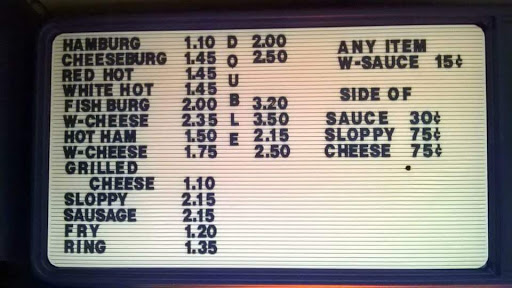 HAMBURG 1.10 D 2.00
CHEESEBURG 1.45 O 2.50
RED HOT 1.45 U
WHITE HOT 1.45 B
FISH BURG 2.00 L 3.20
W-CHEESE 2.35 E 3.50
HOT HAM 1.50 2.15
W-CHEESE 1.75 2.50
GRILLED
CHEESE 1.10
SLOPPY 2.15
SAUSAGE 2.15
FRY 1.20
RING 1.35
ANY ITEM
W-SAUCE 15¢
SIDE OF
SAUCE 30¢
SLOPPY 75¢
CHEESE 75¢